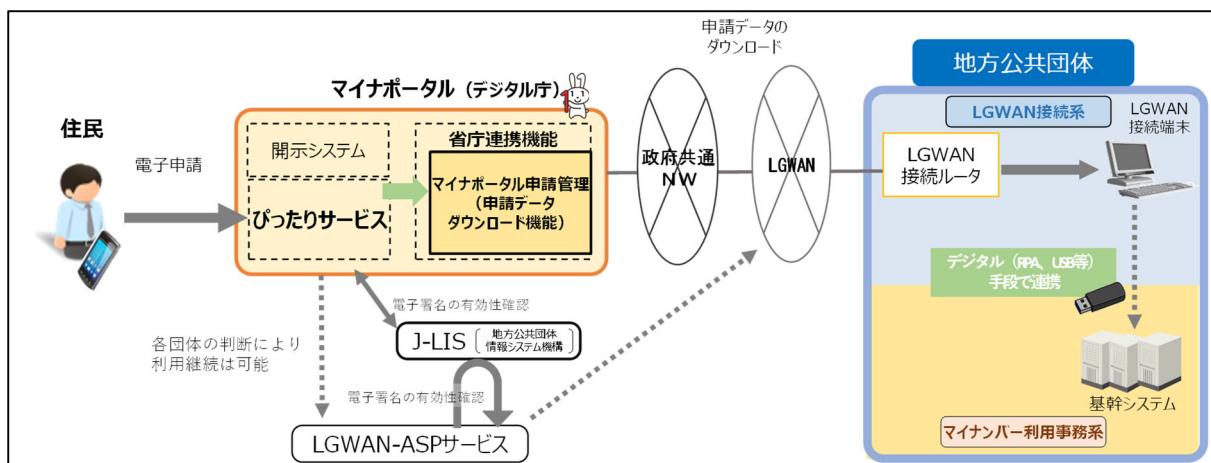 申請データの
ダウンロード
地方公共団体
マイナポータル（デジタル庁）
1
住民
電子申請
開示システム
ぴったりサービス
省庁連携機能
マイナポータル申請管理
（申請データ
ダウンロード機能）
政府共通
NW
LGWAN
LGWAN接続系
LGWAN
接続端末
LGWAN
接続ルータ
デジタル（RPA、USB等）
手段で連携
電子署名の有効性確認
J-LIS
地方公共団体
情報システム機構
各団体の判断により
利用継続は可能
電子署名の有効性確認
LGWAN-ASPサービス
基幹システム
マイナンバー利用事務系